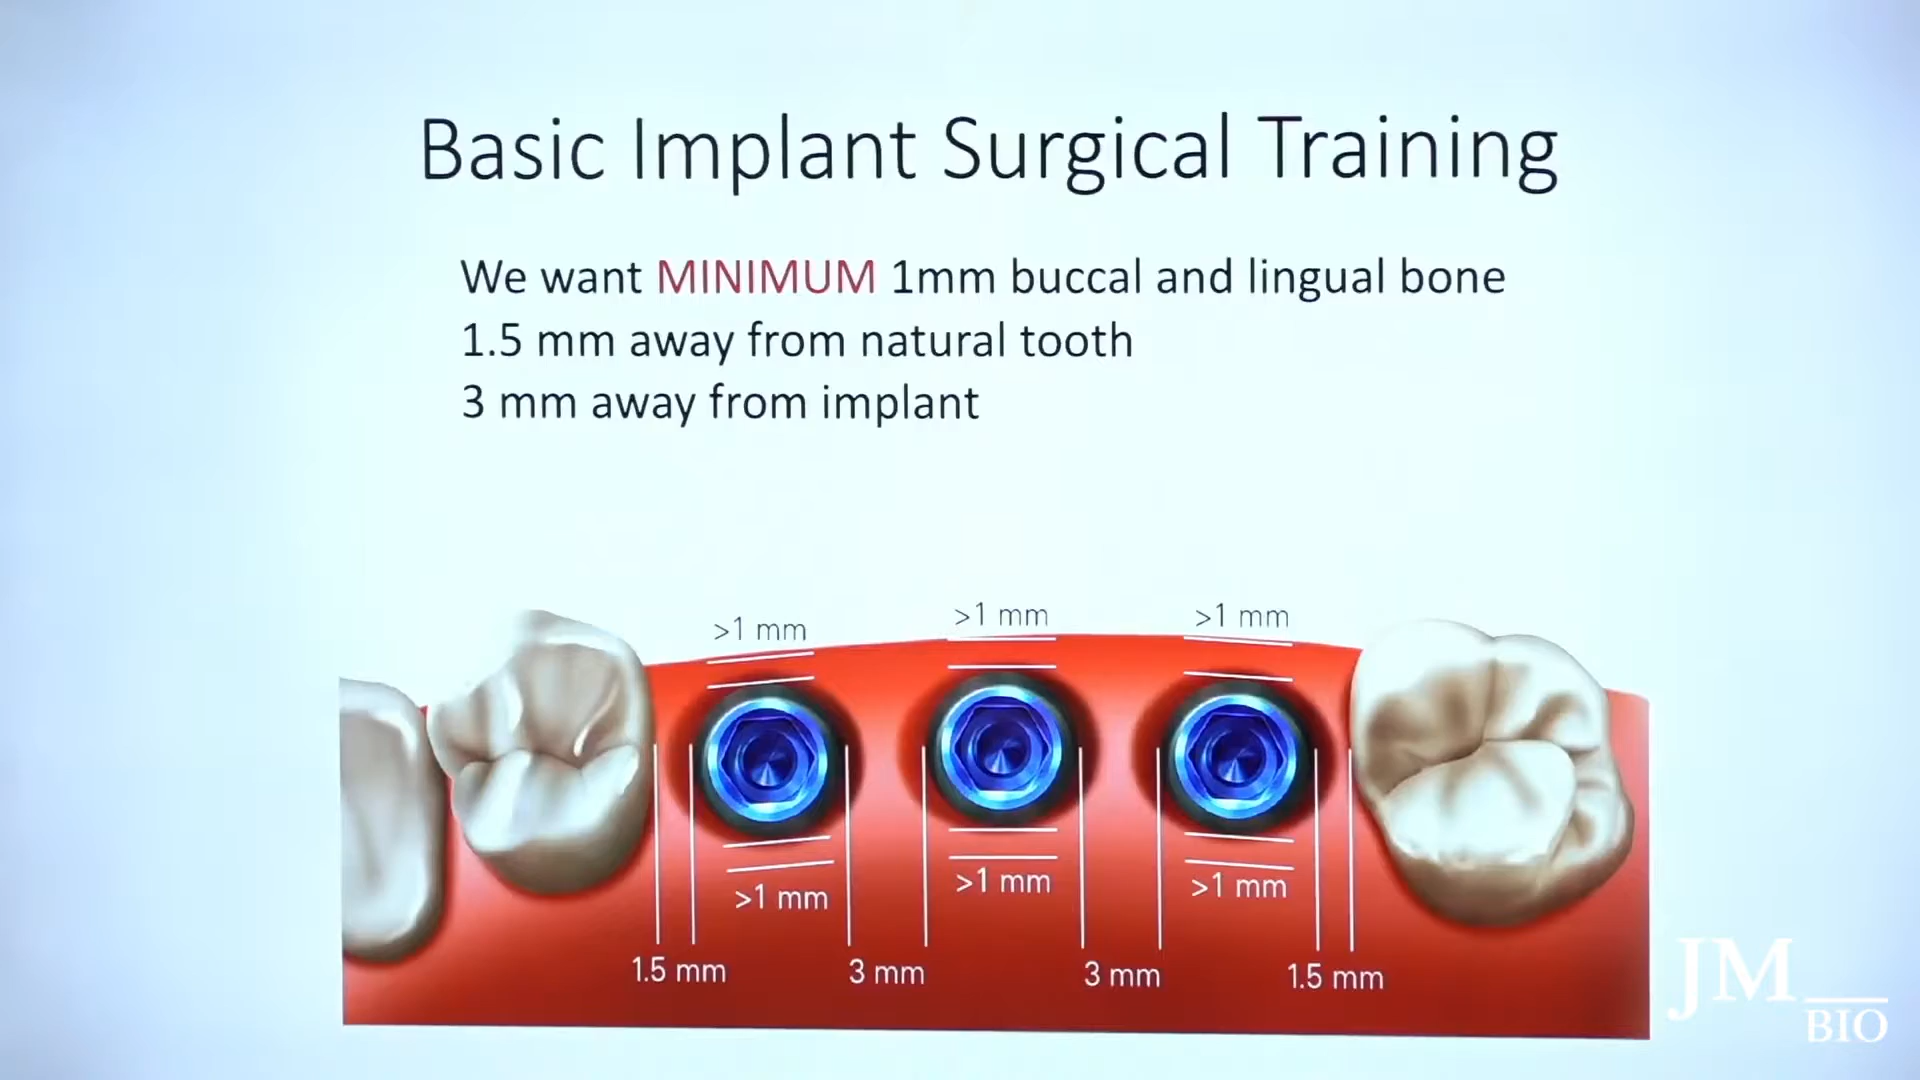 Basic Implant Surgical Training
We want MINIMUM 1mm buccal and lingual bone
1.5 mm away from natural tooth
3 mm away from implant
>1 mm
>1 mm
>1 mm
>1 mm
>1 mm
>1 mm
1.5 mm
3 mm
3 mm
1.5 mm
JM
BIO